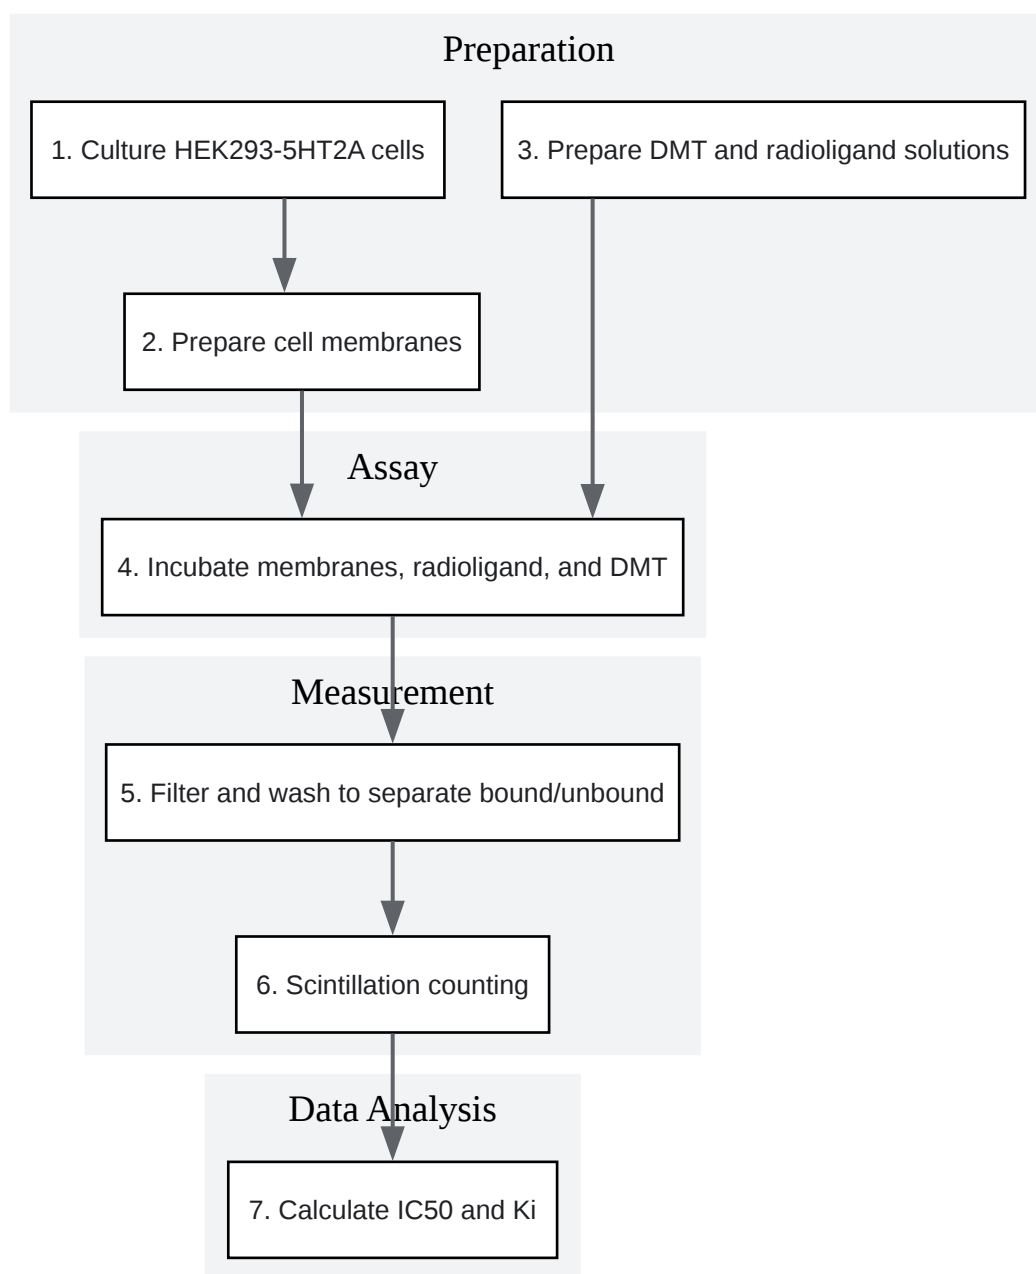 Preparation
1. Culture HEK293-5HT2A cells
3. Prepare DMT and radioligand solutions
2. Prepare cell membranes
Assay
4. Incubate membranes, radioligand, and DMT
Measurement
5. Filter and wash to separate bound/unbound
6. Scintillation counting
Data Analysis
7. Calculate IC50 and Ki